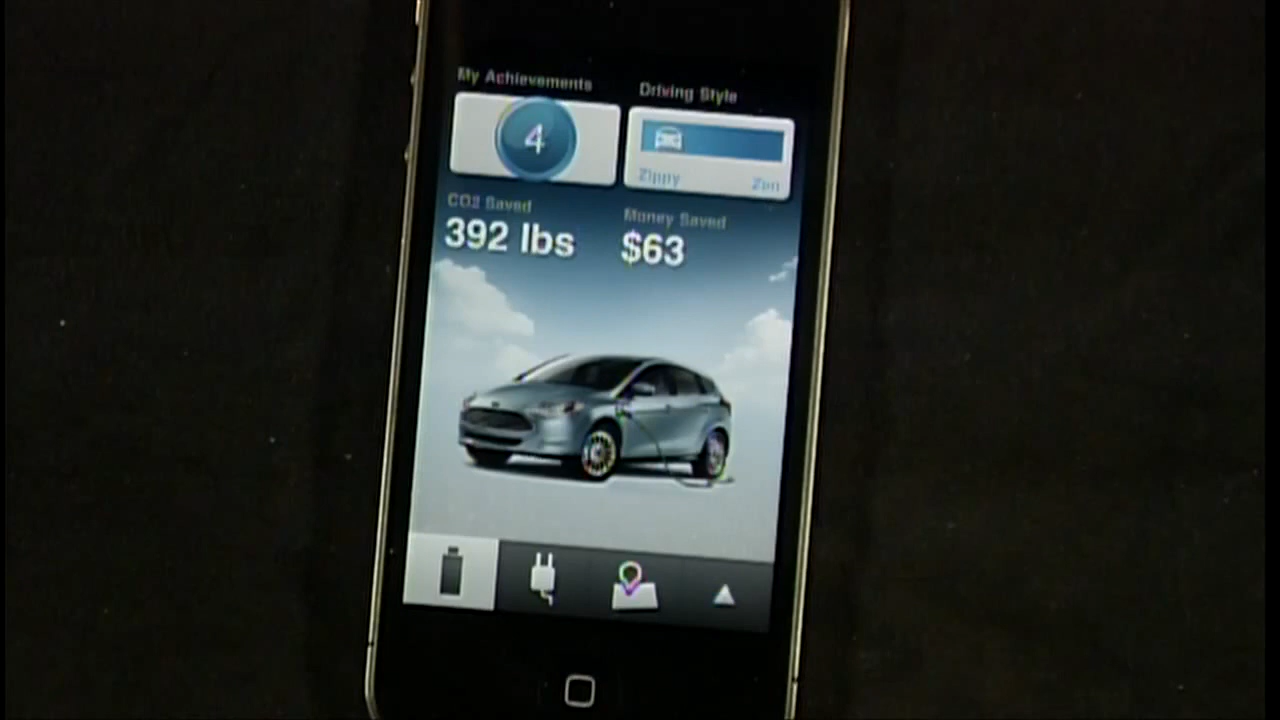 My Achievements
Driving Style
4
Zippy
Zen
CO2 Saved
Money Saved
392 lbs
$63